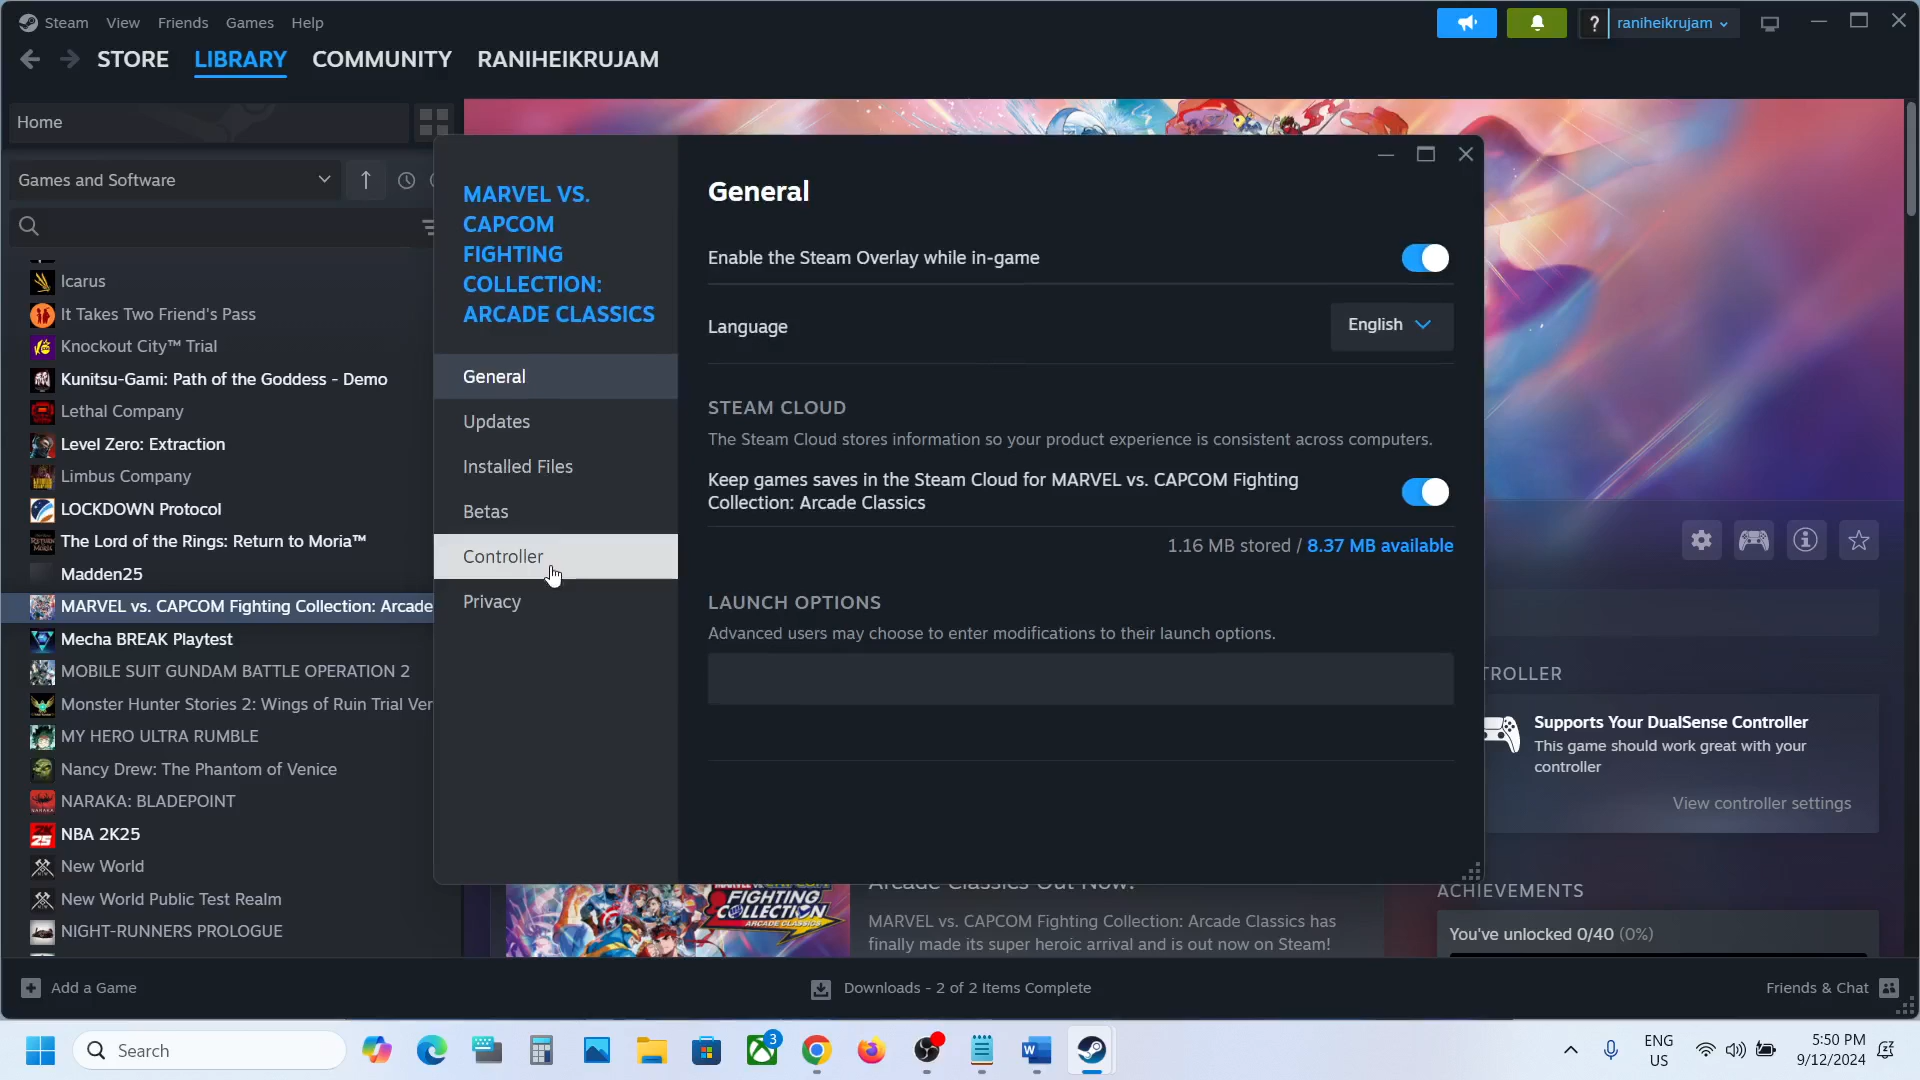 Steam View Friends Games Help
raniheikrujam
STORE LIBRARY COMMUNITY RANIHEIKRUJAM
Home
Games and Software
Icarus
It Takes Two Friend's Pass
Knockout City™ Trial
Kunitsu-Gami: Path of the Goddess - Demo
Lethal Company
Level Zero: Extraction
Limbus Company
LOCKDOWN Protocol
The Lord of the Rings: Return to Moria™
Madden25
MARVEL vs. CAPCOM Fighting Collection: Arcade
Mecha BREAK Playtest
MOBILE SUIT GUNDAM BATTLE OPERATION 2
Monster Hunter Stories 2: Wings of Ruin Trial Ver
MY HERO ULTRA RUMBLE
Nancy Drew: The Phantom of Venice
NARAKA: BLADEPOINT
NBA 2K25
New World
New World Public Test Realm
NIGHT-RUNNERS PROLOGUE
MARVEL VS.
CAPCOM
FIGHTING
COLLECTION:
ARCADE CLASSICS
General
Updates
Installed Files
Betas
Controller
Privacy
General
Enable the Steam Overlay while in-game
Language
English
STEAM CLOUD
The Steam Cloud stores information so your product experience is consistent across computers.
Keep games saves in the Steam Cloud for MARVEL vs. CAPCOM Fighting
Collection: Arcade Classics
1.16 MB stored / 8.37 MB available
LAUNCH OPTIONS
Advanced users may choose to enter modifications to their launch options.
TROLLER
Supports Your DualSense Controller
This game should work great with your
controller
View controller settings
ACHIEVEMENTS
You've unlocked 0/40 (0%)
FIGHTING
COLLECTION
ARCADE CLASSICS
Arcade Classics Out Now!
MARVEL vs. CAPCOM Fighting Collection: Arcade Classics has
finally made its super heroic arrival and is out now on Steam!
Add a Game
Downloads - 2 of 2 Items Complete
Friends & Chat
Search
3
ENG
US
5:50 PM
9/12/2024